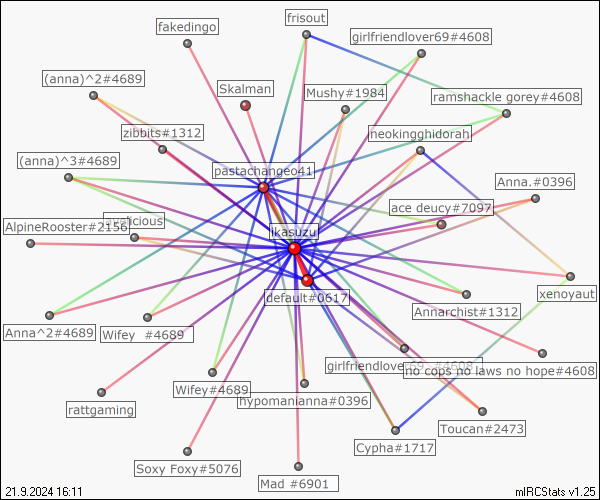 frisout
fakedingo
girlfriendlover69#4608
(anna)^2#4689
Skalman
Mushy#1984
ramshackle gorey#4608
zibbits#1312
neokingghidorah
(anna)^3#4689
pastachangeo41
Anna.#0396
ace deucy#7097
AlpineRooster#2156
ikasuzu
default#0617
xenoyaut
Annarchist#1312
Anna^2#4689
Wifey #4689
girlfriendlover69 #4608
no cops no laws no hope#4608
Wifey#4689
rattgaming
hypomanianna#0396
Toucan#2473
Cypha#1717
Soxy Foxy#5076
Mad #6901
21.9.2024 16:11
mIRCStats v1.25